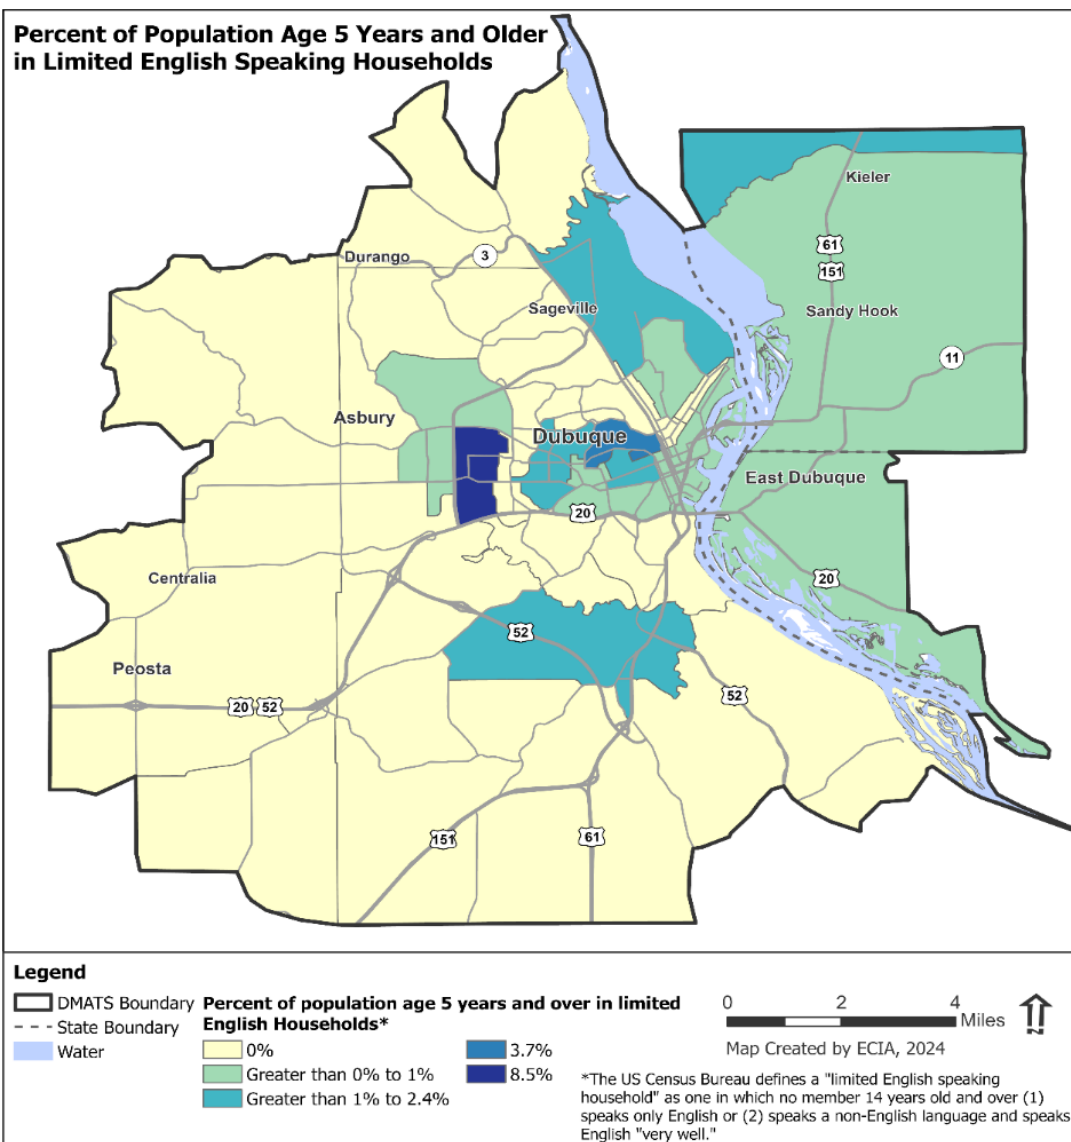 Percent of Population Age 5 Years and Older
in Limited English Speaking Households
Kieler
61
151
Durango
3
Sageville
Sandy Hook
11
Asbury
Dubuque
East Dubuque
20
Centralia
20
52
Peosta
20
52
52
151
61
Legend
DMATS Boundary
State Boundary
Water
Percent of population age 5 years and over in limited
English Households*
0%
Greater than 0% to 1%
Greater than 1% to 2.4%
3.7%
8.5%
0 2 4
Miles
N
Map Created by ECIA, 2024
*The US Census Bureau defines a "limited English speaking
household" as one in which no member 14 years old and over (1)
speaks only English or (2) speaks a non-English language and speaks
English "very well."